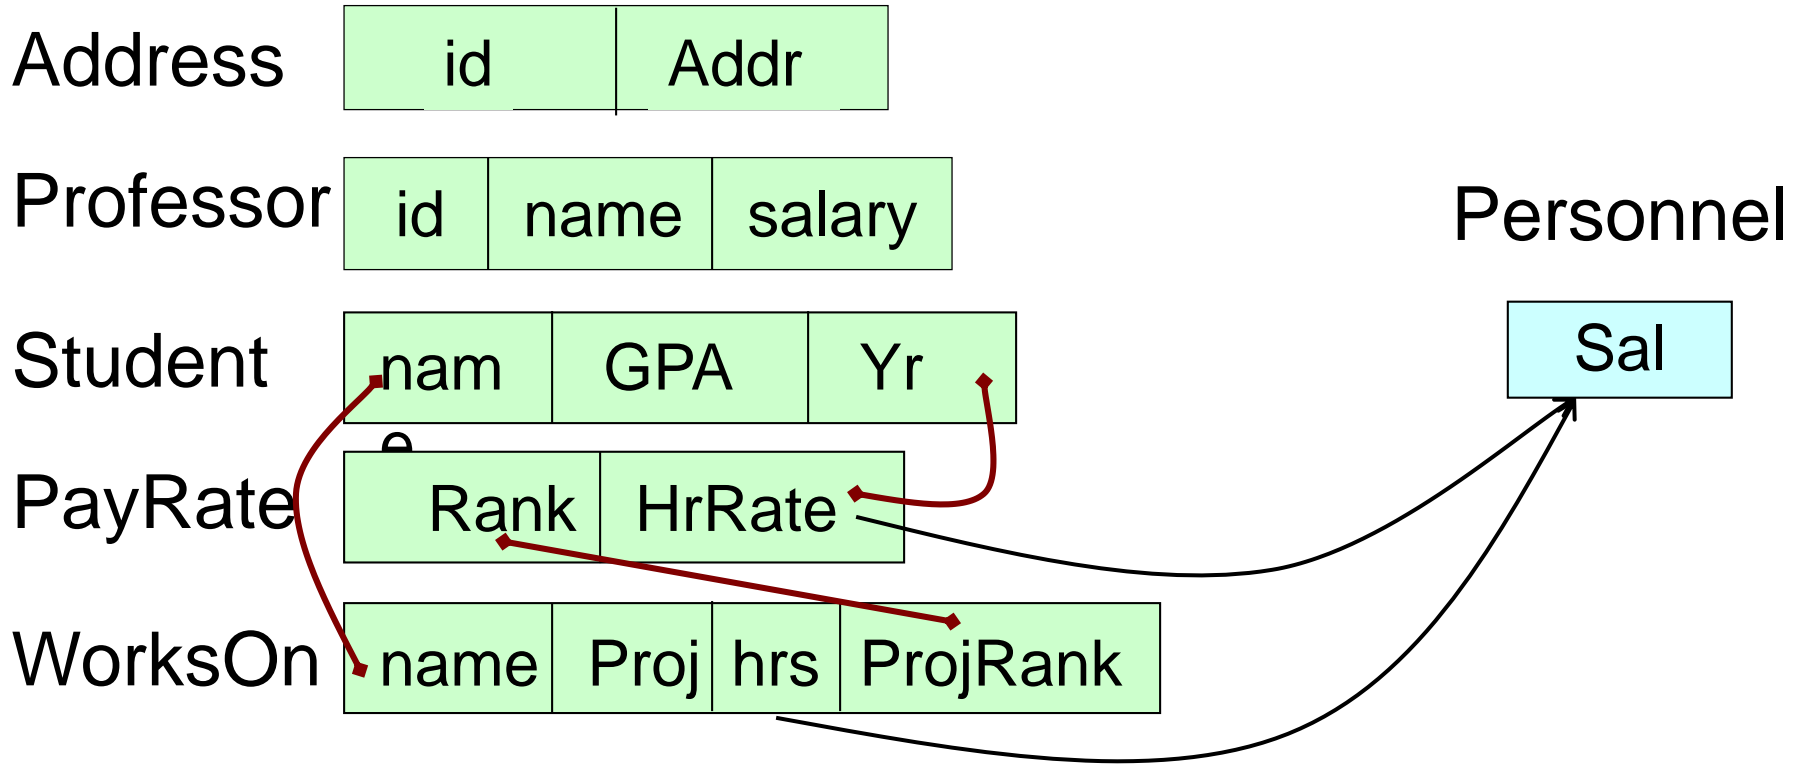 Address id Addr
Professor id name salary
Personnel
Student nam GPA Yr
Sal
e
PayRate Rank HrRate
WorksOn name Proj hrs ProjRank